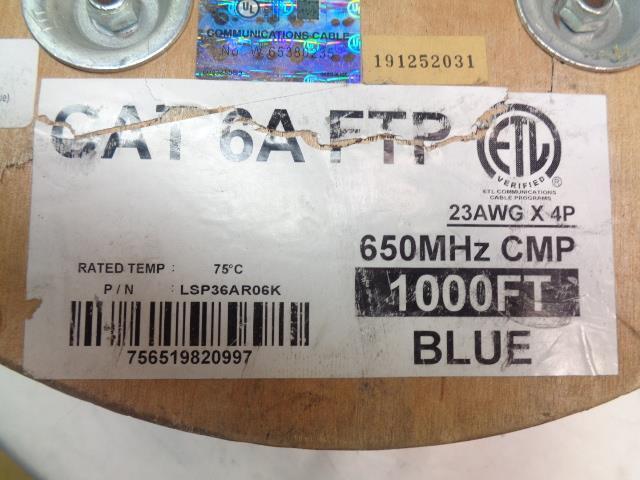 COMMUNICATIONS CABLE
191252031
CAT 6A FTP
ETL
VERIFIED
ETL COMMUNICATIONS
CABLE PROGRAMS
23AWG X 4P
650MHz CMP
RATED TEMP : 75°C
P / N : LSP36AR06K
1000FT
756519820997
BLUE